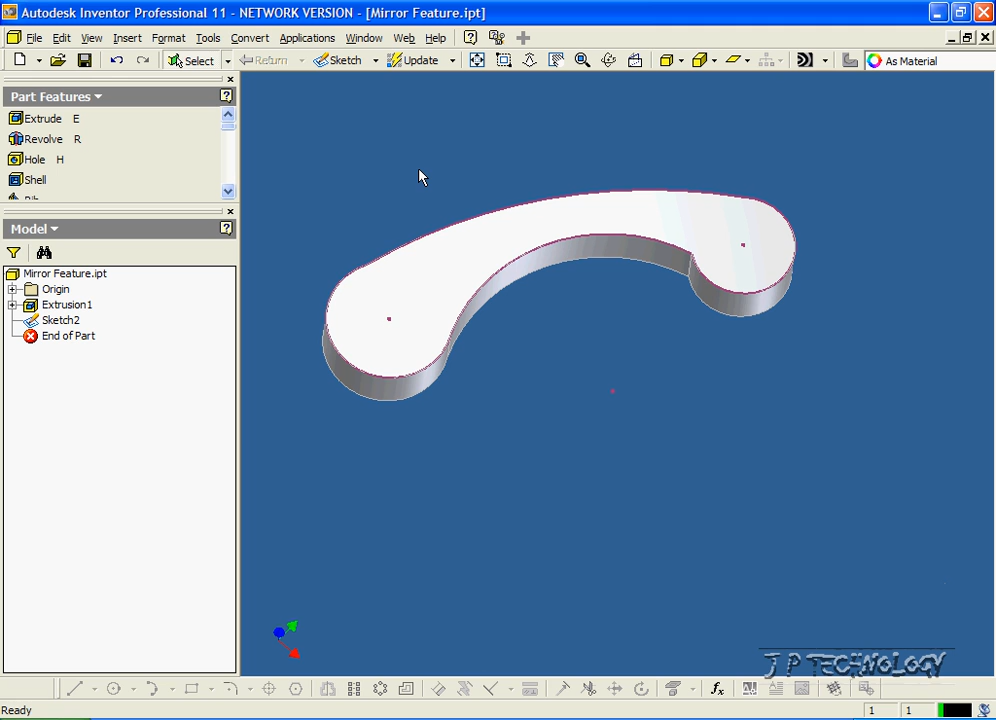 Autodesk Inventor Professional 11 - NETWORK VERSION - [Mirror Feature.ipt]
File Edit View Insert Format Tools Convert Applications Window Web Help
Select Return Sketch Update As Material
Part Features
Extrude E
Revolve R
Hole H
Shell
Model
Mirror Feature.ipt
Origin
Extrusion1
Sketch2
End of Part
J P TECHNOLOGY
fx
Ready 1 1